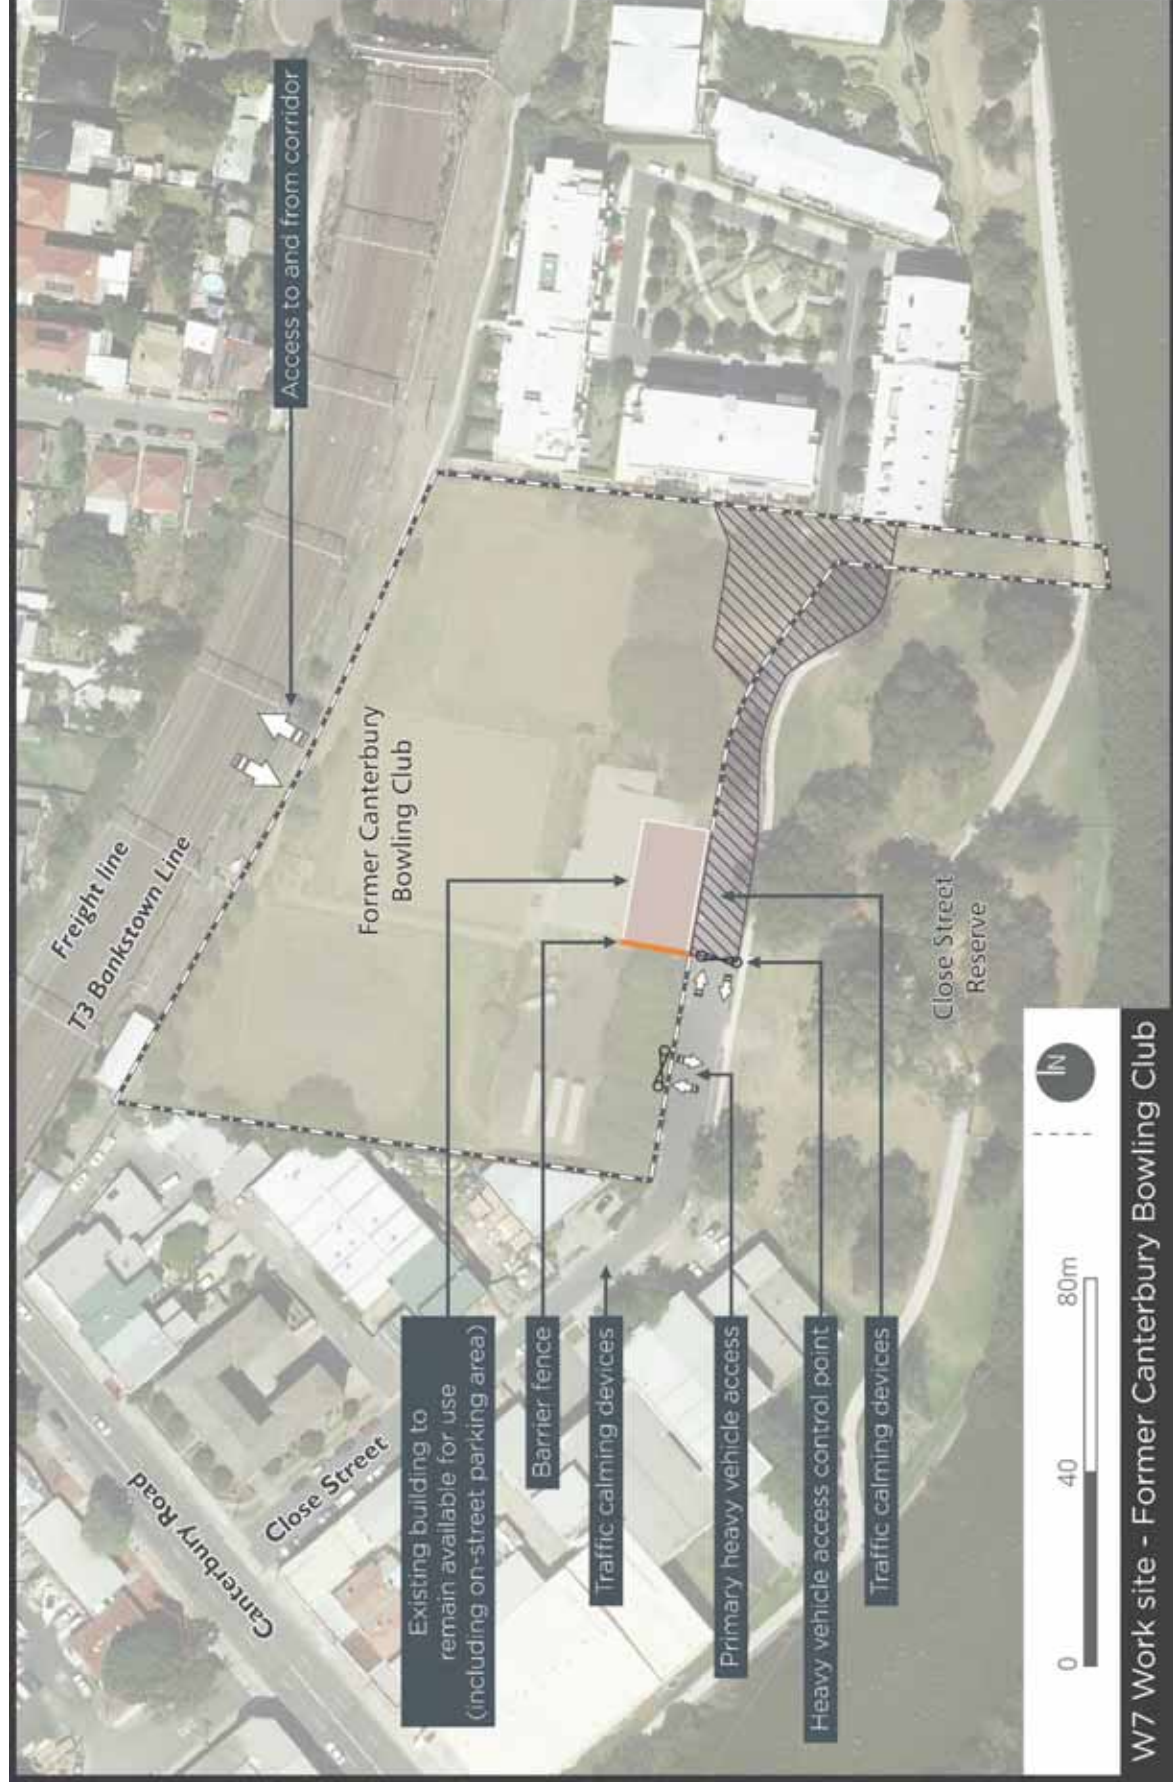 Access to and from corridor
Freight line
T3 Bankstown Line
Former Canterbury
Bowling Club
Canterbury Road
Close Street
Existing building to
remain available for use
(including on-street parking area)
Barrier fence
Traffic calming devices
Primary heavy vehicle access
Heavy vehicle access control point
Traffic calming devices
Close Street
Reserve
0
40
80m
N
W7 Work site - Former Canterbury Bowling Club